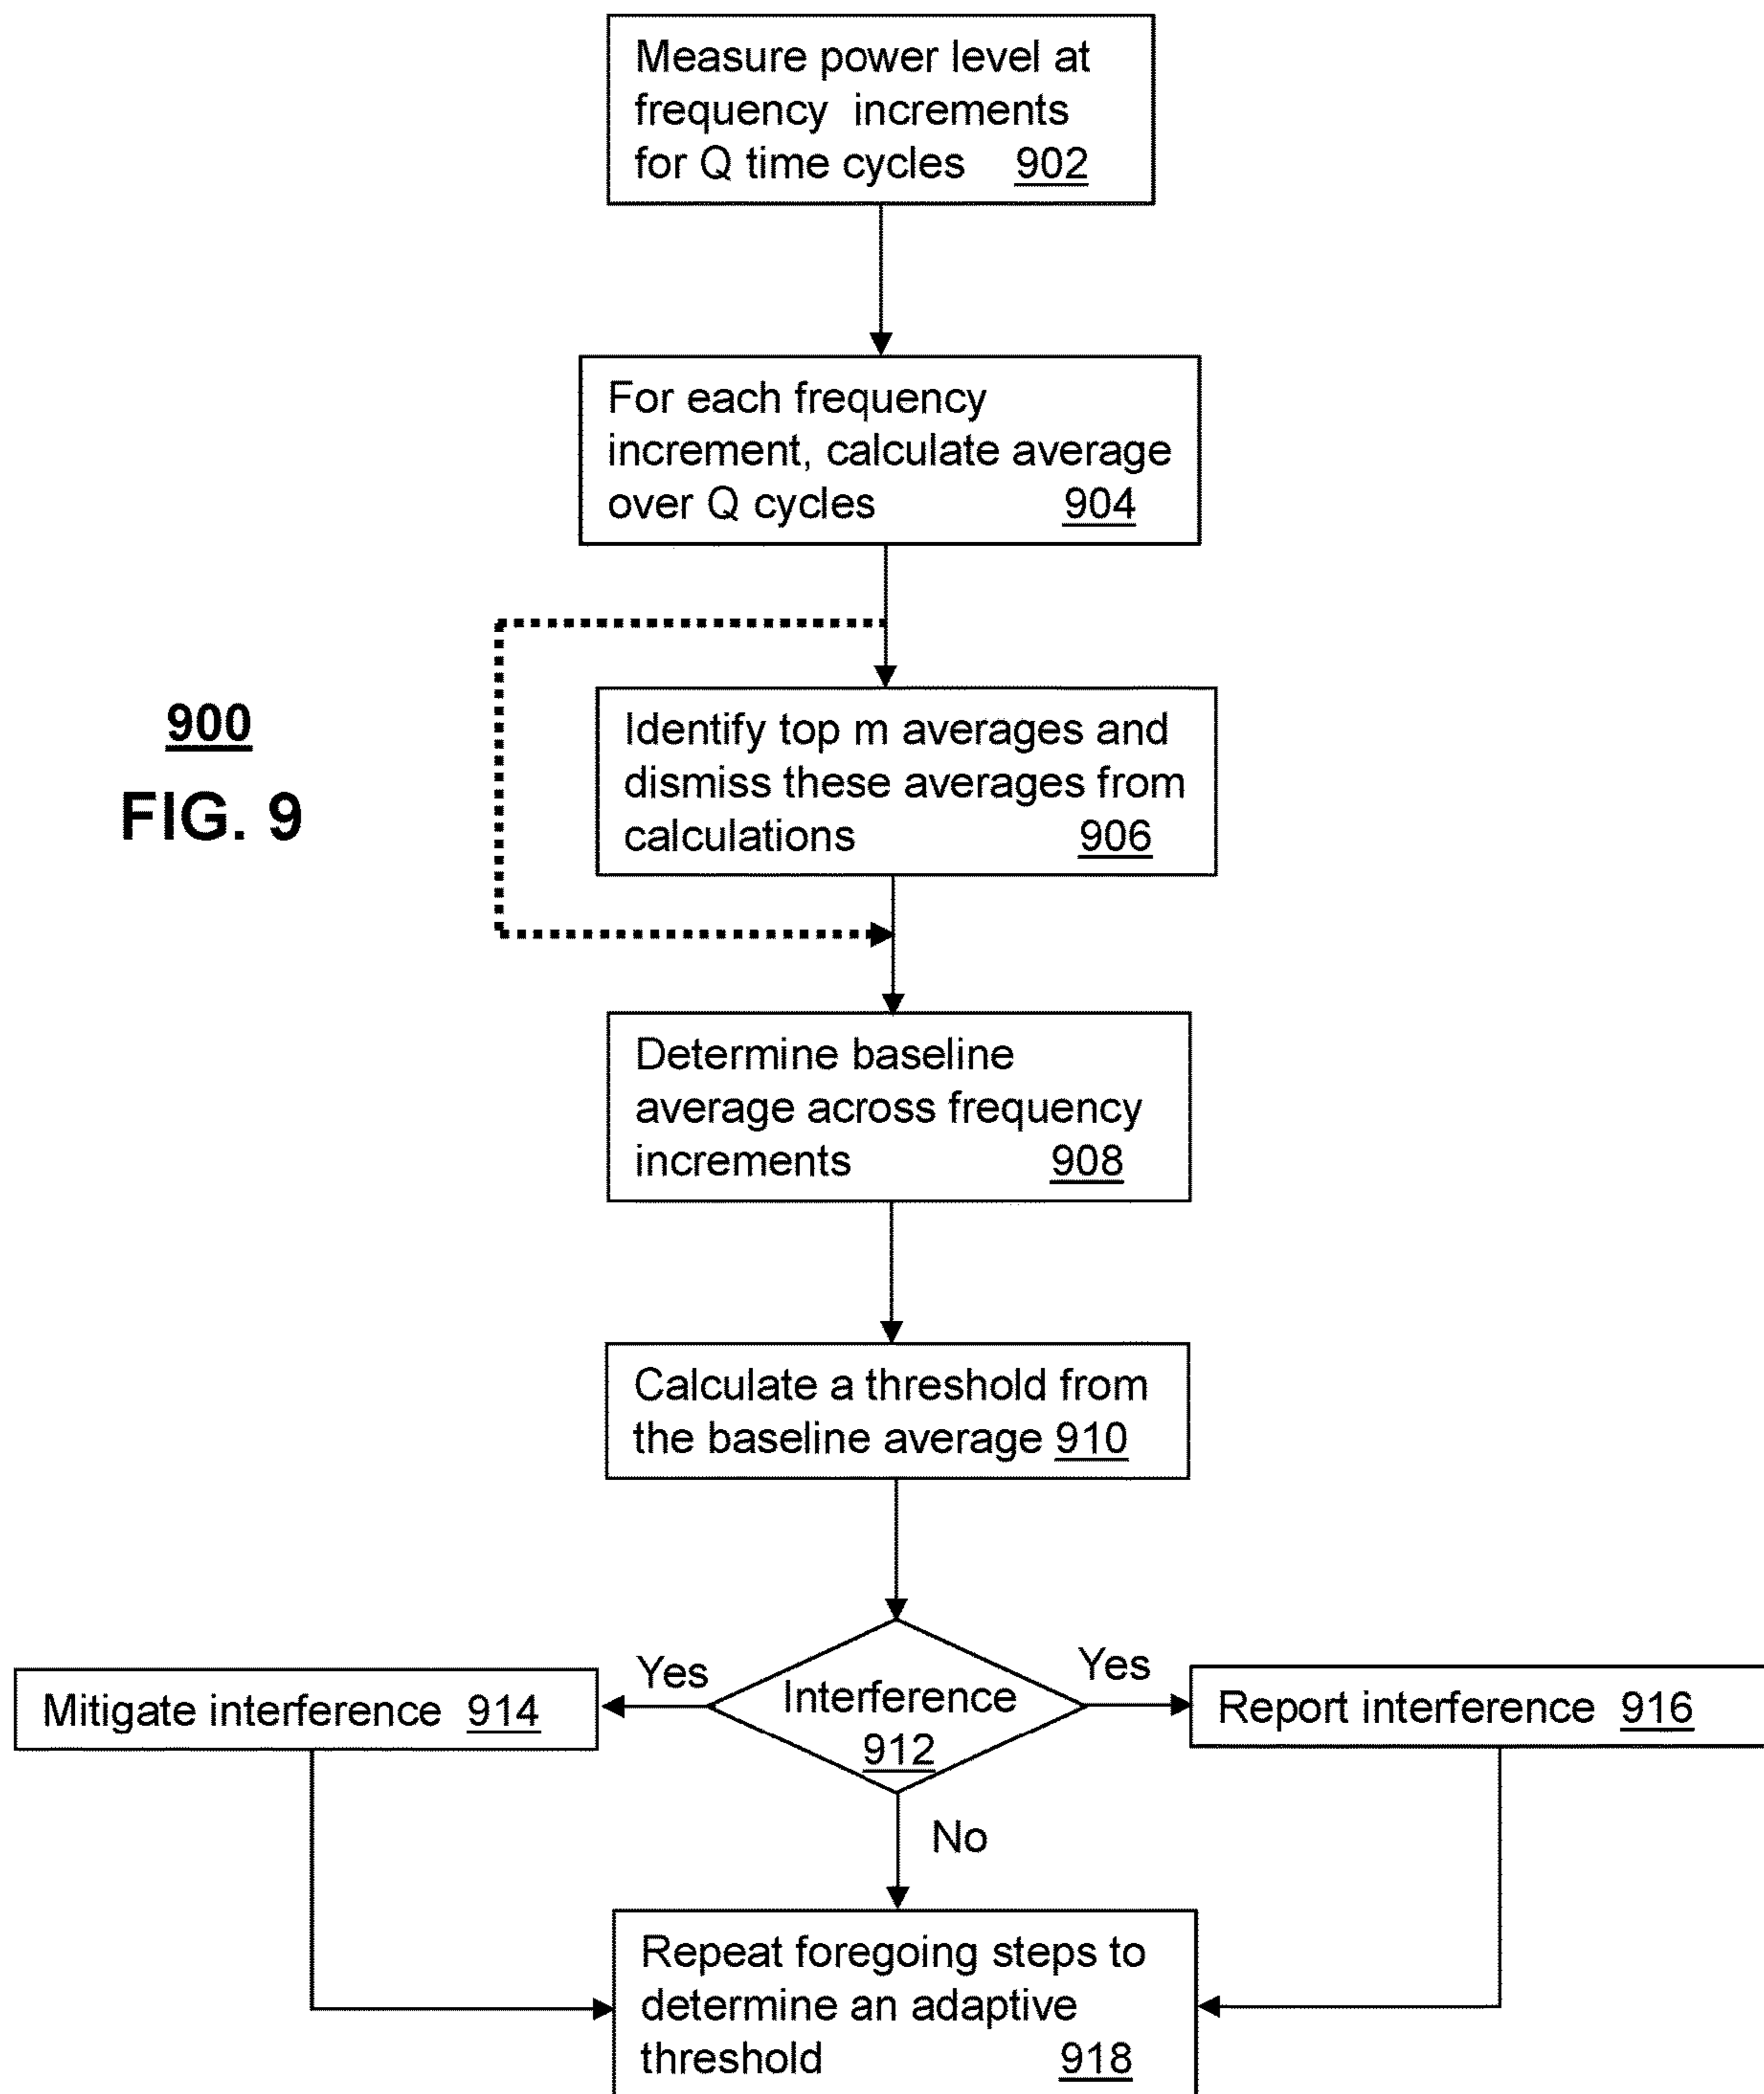 Measure power level at
frequency increments
for Q time cycles 902
For each frequency
increment, calculate average
over Q cycles 904
900
FIG. 9
Identify top m averages and
dismiss these averages from
calculations 906
Determine baseline
average across frequency
increments 908
Calculate a threshold from
the baseline average 910
Yes
Yes
Mitigate interference 914
Interference
912
Report interference 916
No
Repeat foregoing steps to
determine an adaptive
threshold 918